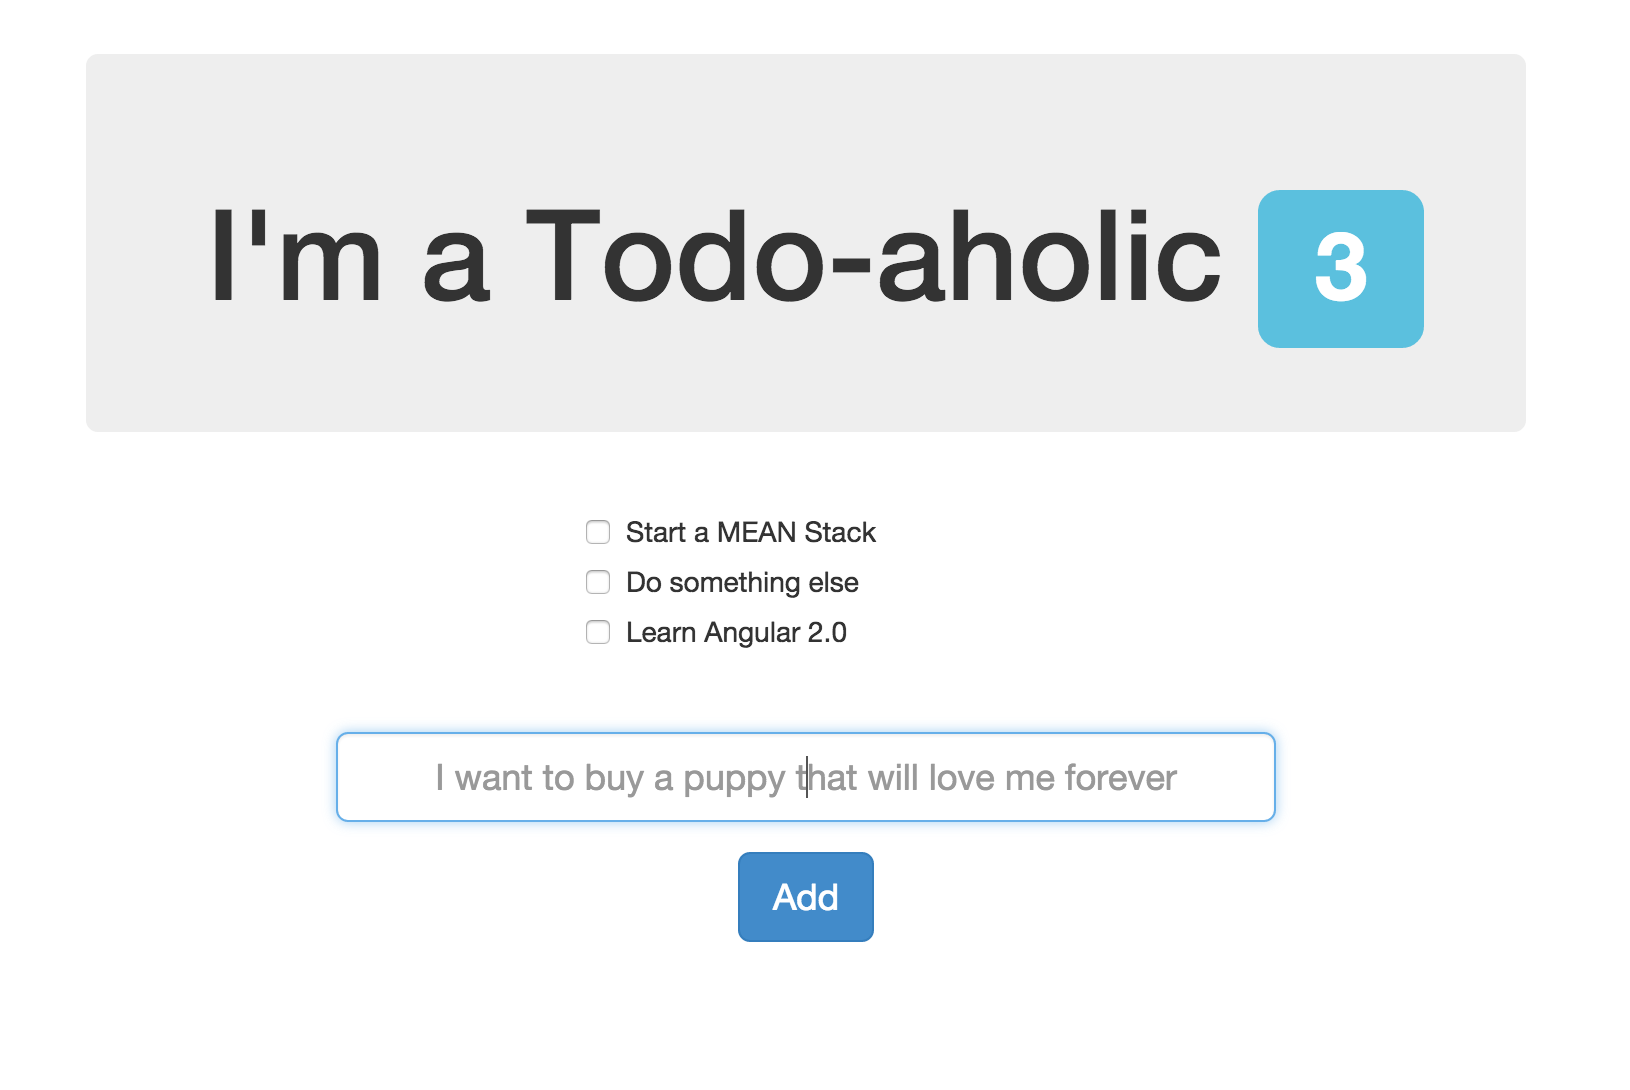 I'm a Todo-aholic 3
Start a MEAN Stack
Do something else
Learn Angular 2.0
I want to buy a puppy that will love me forever
Add